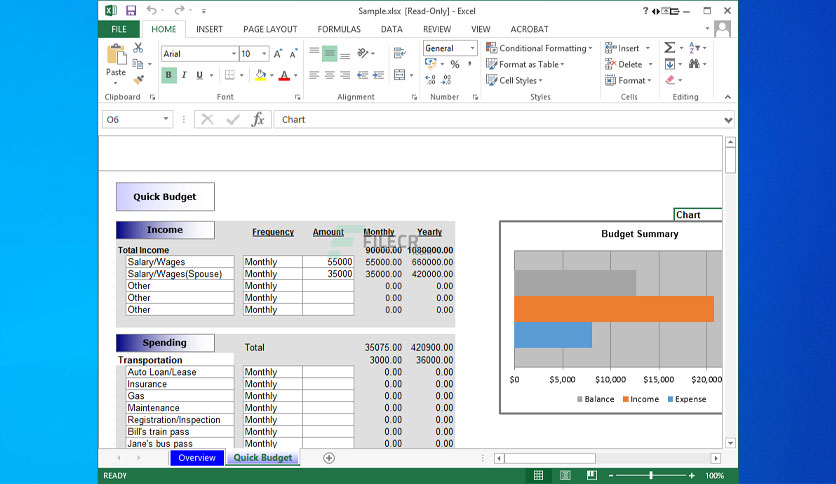 Sample.xlsx [Read-Only] - Excel
FILE HOME INSERT PAGE LAYOUT FORMULAS DATA REVIEW VIEW ACROBAT
Paste
Arial 10
B I U
General
% ,
Conditional Formatting
Format as Table
Cell Styles
Insert
Delete
Format
Clipboard Font Alignment Number Styles Cells Editing
O6 fx Chart
Quick Budget
Chart
Income Frequency Amount Monthly Yearly
FILECR
Total Income 90000.00 1080000.00
Salary/Wages Monthly 55000 55000.00 660000.00
Salary/Wages(Spouse) Monthly 35000 35000.00 420000.00
Other Monthly 0.00 0.00
Other Monthly 0.00 0.00
Other Monthly 0.00 0.00
Spending Total 35075.00 420900.00
Transportation 3000.00 36000.00
Auto Loan/Lease Monthly 0.00 0.00
Insurance Monthly 0.00 0.00
Gas Monthly 0.00 0.00
Maintenance Monthly 0.00 0.00
Registration/Inspection Monthly 0.00 0.00
Bill's train pass Monthly 0.00 0.00
Jane's bus pass Monthly 0.00 0.00
Budget Summary
$0 $5,000 $10,000 $15,000 $20,000
Balance Income Expense
Overview Quick Budget
READY 100%